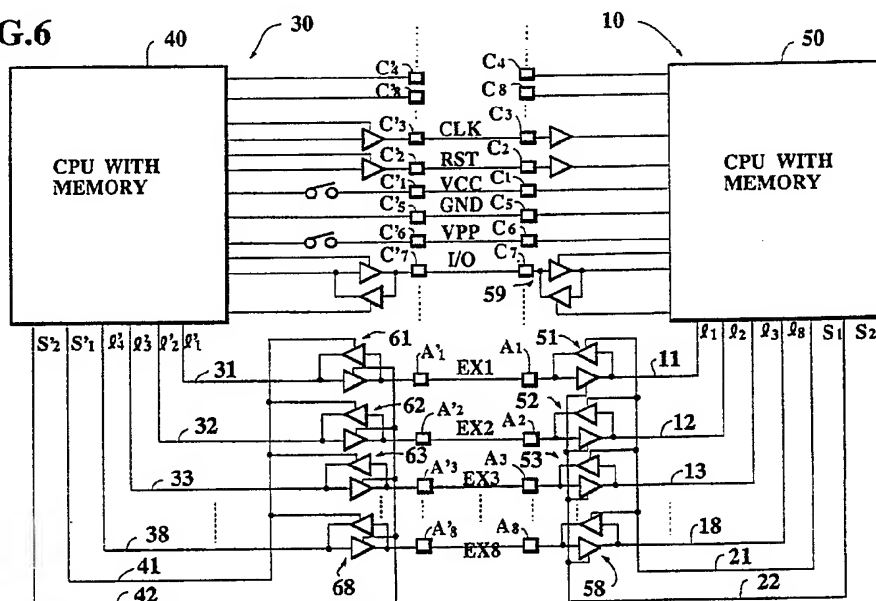 G.6
40 30 10 50
C'4 C4
C'8 C8
C'3 CLK C3
C'2 RST C2
C'1 VCC C1
C'5 GND C5
C'6 VPP C6
C'7 I/O C7
CPU WITH MEMORY
CPU WITH MEMORY
59
S'2 S'1 ℓ'4 ℓ'3 ℓ'2 ℓ'1 ℓ1 ℓ2 ℓ3 ℓ8 S1 S2
31 61 A'1 EX1 A1 51 11
32 62 A'2 EX2 A2 52 12
33 63 A'3 EX3 A3 53 13
38 A'8 EX8 A8 18
41 68 58 21
42 22